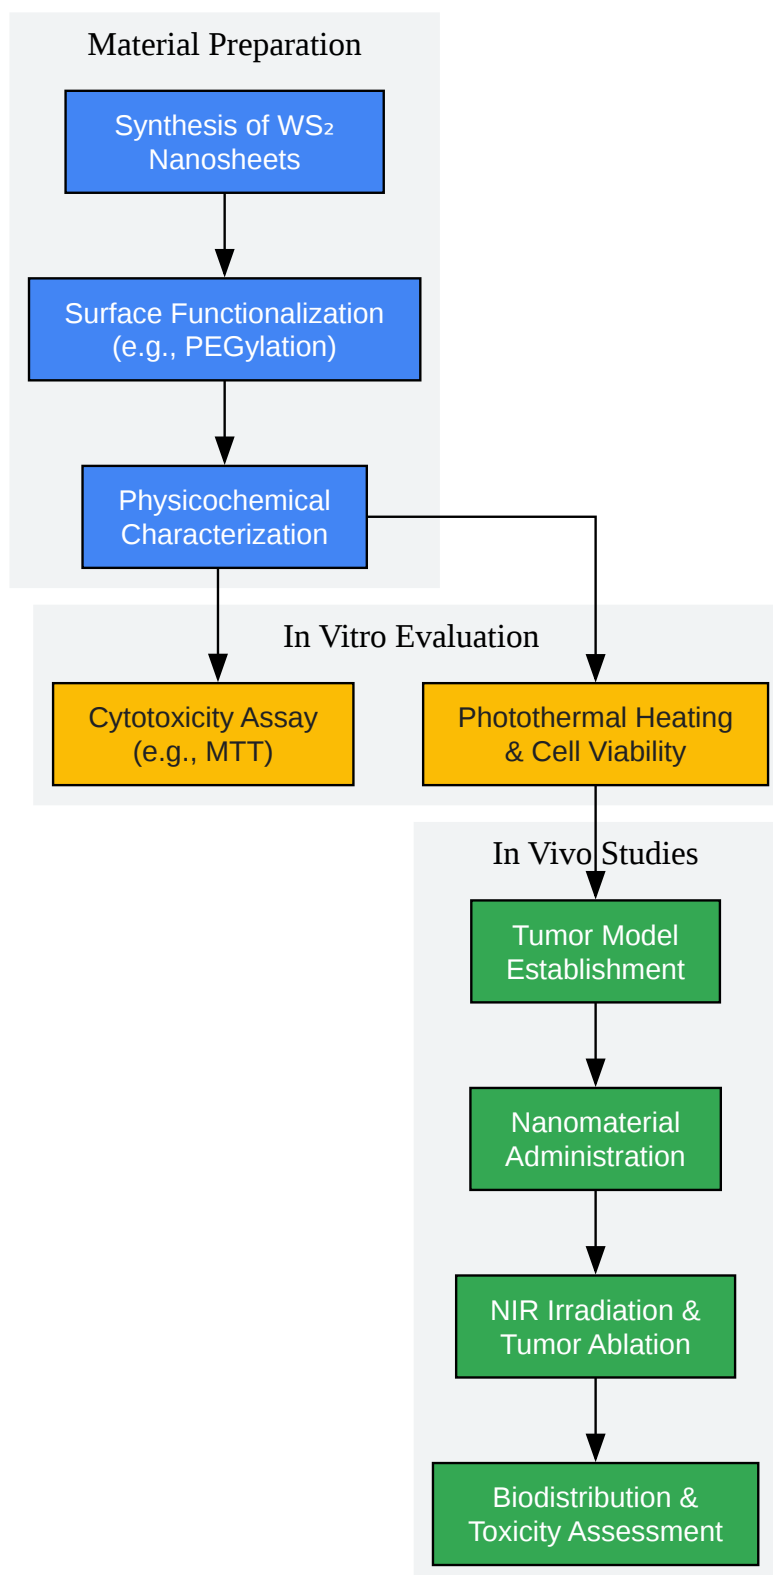 Material Preparation
Synthesis of WS₂
Nanosheets
Surface Functionalization
(e.g., PEGylation)
Physicochemical
Characterization
In Vitro Evaluation
Cytotoxicity Assay
(e.g., MTT)
Photothermal Heating
& Cell Viability
In Vivo Studies
Tumor Model
Establishment
Nanomaterial
Administration
NIR Irradiation &
Tumor Ablation
Biodistribution &
Toxicity Assessment